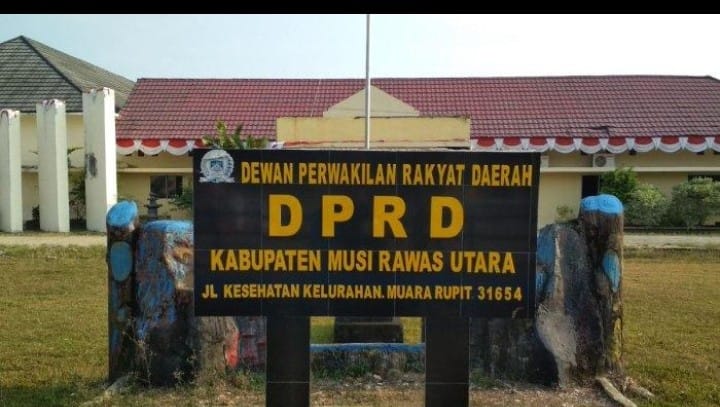 DEWAN PERWAKILAN RAKYAT DAERAH
DPRD
KABUPATEN MUSI RAWAS UTARA
JL KESEHATAN KELURAHAN. MUARA RUPIT 31654